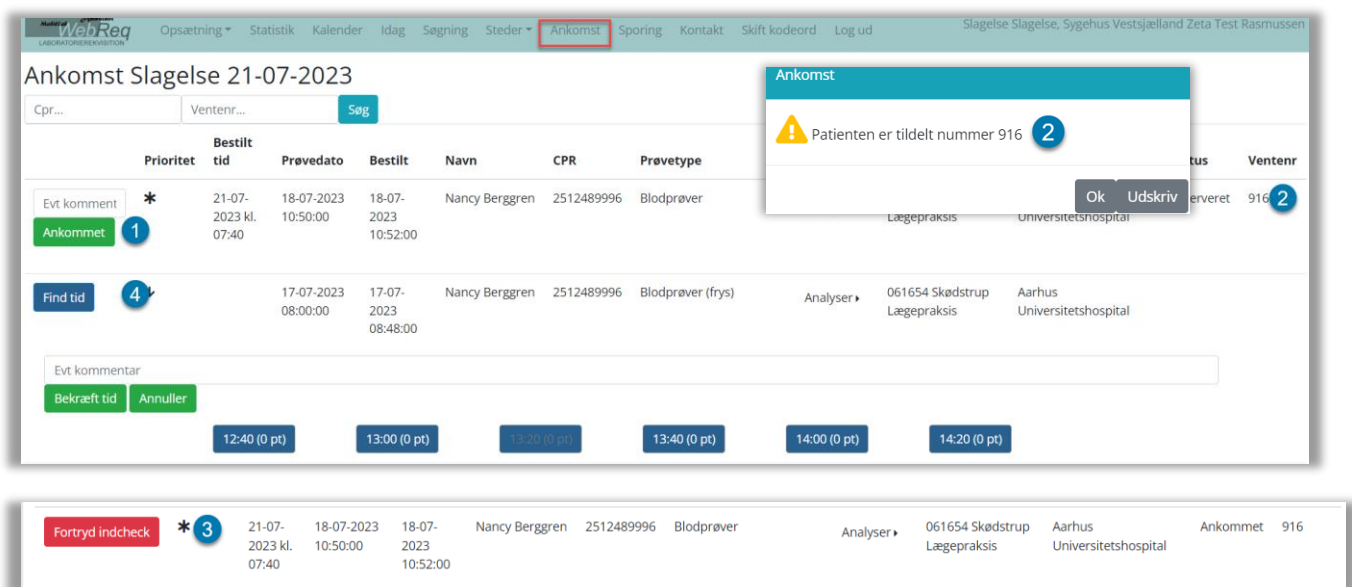 WebReq
LABORATORIEREKVISITION
Opsætning Statistik Kalender Idag Søgning Steder Ankomst Sporing Kontakt Skift kodeord Log ud
Slagelse Slagelse, Sygehus Vestsjælland Zeta Test Rasmussen
Ankomst Slagelse 21-07-2023
Cpr... Ventenr... Søg
Ankomst
Patienten er tildelt nummer 916 2
Ok Udskriv
Prioritet Bestilt tid Prøvedato Bestilt Navn CPR Prøvetype tus Ventenr
Evt komment * 21-07- 18-07-2023 18-07- Nancy Berggren 2512489996 Blodprøver erveret 916 2
Ankommet 1 2023 kl. 10:50:00 2023 Lægepraksis Universitetshospital
07:40 10:52:00
Find tid 4 17-07-2023 17-07- Nancy Berggren 2512489996 Blodprøver (frys) Analyser 061654 Skødstrup Aarhus
08:00:00 2023 Lægepraksis Universitetshospital
08:48:00
Evt kommentar
Bekræft tid Annuller
12:40 (0 pt) 13:00 (0 pt) 13:20 (0 pt) 13:40 (0 pt) 14:00 (0 pt) 14:20 (0 pt)
Fortryd indcheck * 3 21-07- 18-07-2023 18-07- Nancy Berggren 2512489996 Blodprøver Analyser 061654 Skødstrup Aarhus Ankommet 916
2023 kl. 10:50:00 2023 Lægepraksis Universitetshospital
07:40 10:52:00